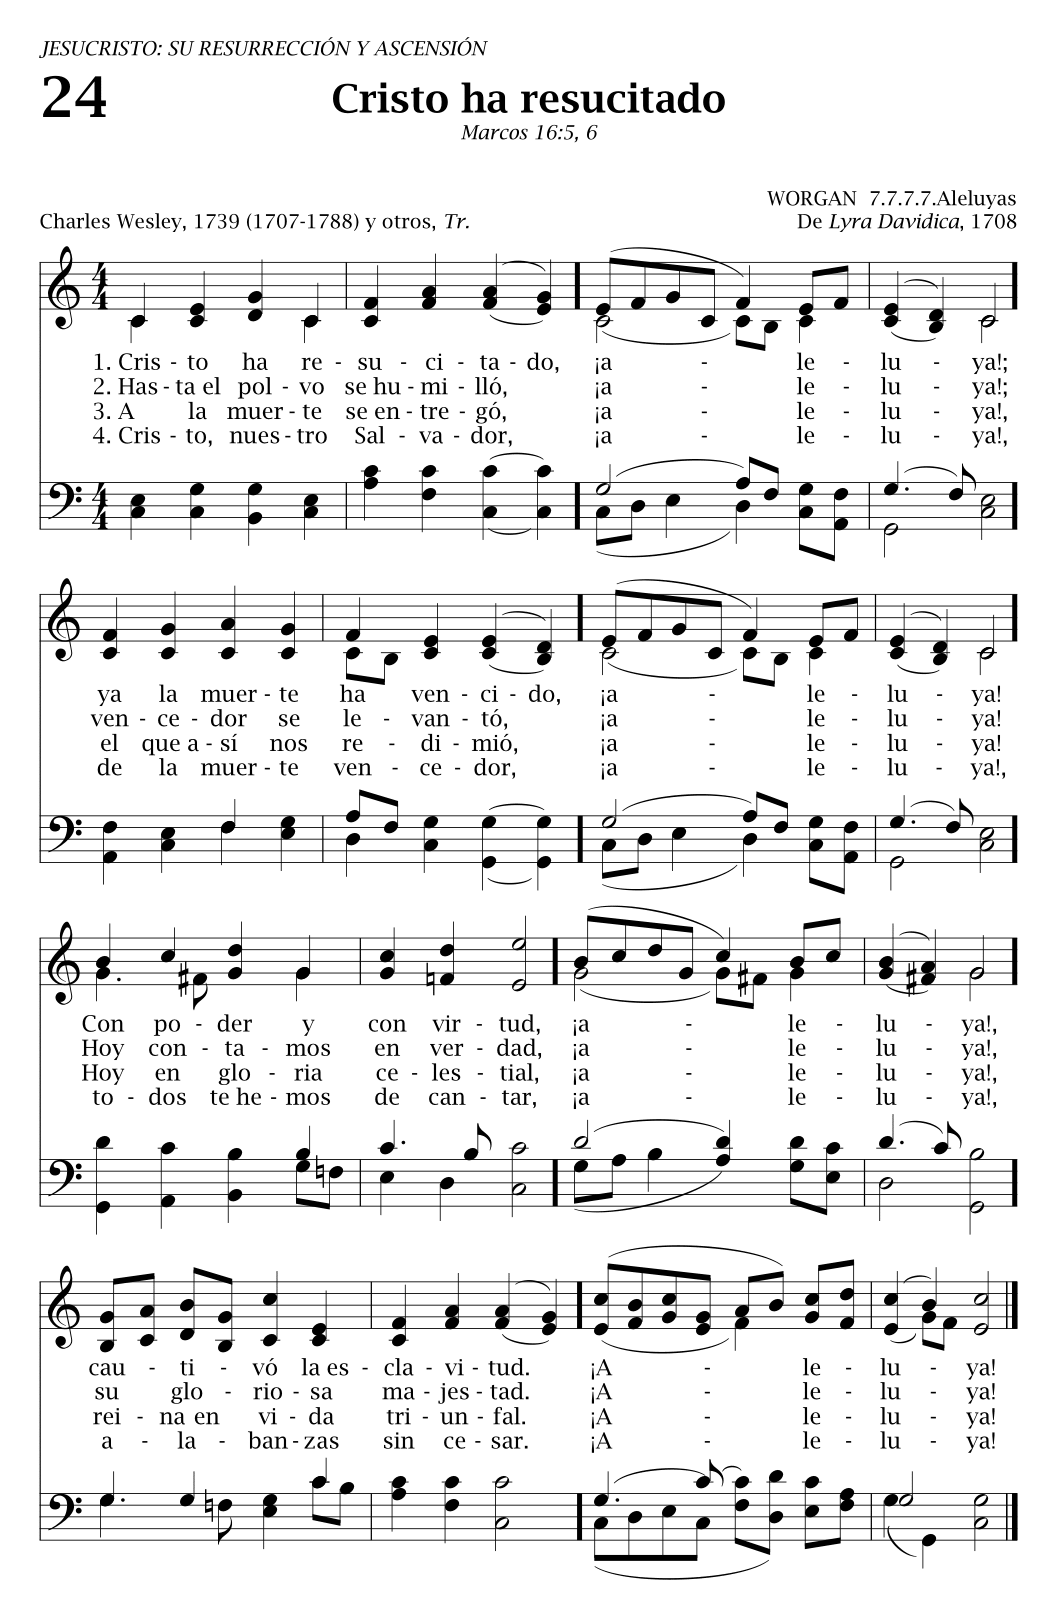 JESUCRISTO: SU RESURRECCIÓN Y ASCENSIÓN
24
Cristo ha resucitado
Marcos 16:5, 6
WORGAN 7.7.7.7.Aleluyas
Charles Wesley, 1739 (1707-1788) y otros, Tr.
De Lyra Davidica, 1708
1. Cris - to ha re - su - ci - ta - do, ¡a - le - lu - ya!;
2. Has - ta el pol - vo se hu - mi - lló, ¡a - le - lu - ya!;
3. A la muer - te se en - tre - gó, ¡a - le - lu - ya!,
4. Cris - to, nues - tro Sal - va - dor, ¡a - le - lu - ya!,
ya la muer - te ha ven - ci - do, ¡a - le - lu - ya!
ven - ce - dor se le - van - tó, ¡a - le - lu - ya!
el que a - sí nos re - di - mió, ¡a - le - lu - ya!
de la muer - te ven - ce - dor, ¡a - le - lu - ya!,
Con po - der y con vir - tud, ¡a - le - lu - ya!,
Hoy con - ta - mos en ver - dad, ¡a - le - lu - ya!,
Hoy en glo - ria ce - les - tial, ¡a - le - lu - ya!,
to - dos te he - mos de can - tar, ¡a - le - lu - ya!,
cau - ti - vó la es - cla - vi - tud. ¡A - le - lu - ya!
su glo - rio - sa ma - jes - tad. ¡A - le - lu - ya!
rei - na en vi - da tri - un - fal. ¡A - le - lu - ya!
a - la - ban - zas sin ce - sar. ¡A - le - lu - ya!